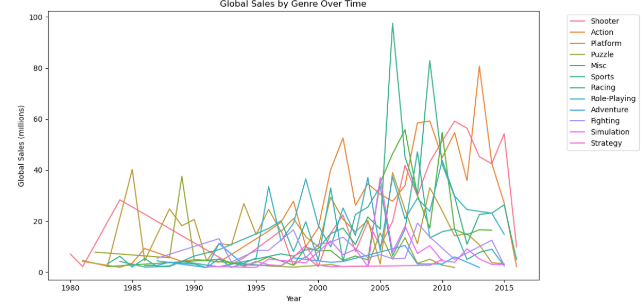 Global Sales by Genre Over Time
Global Sales (millions)
100
80
60
40
20
0
1980
1985
1990
1995
2000
2005
2010
2015
Year
Shooter
Action
Platform
Puzzle
Misc
Sports
Racing
Role-Playing
Adventure
Fighting
Simulation
Strategy